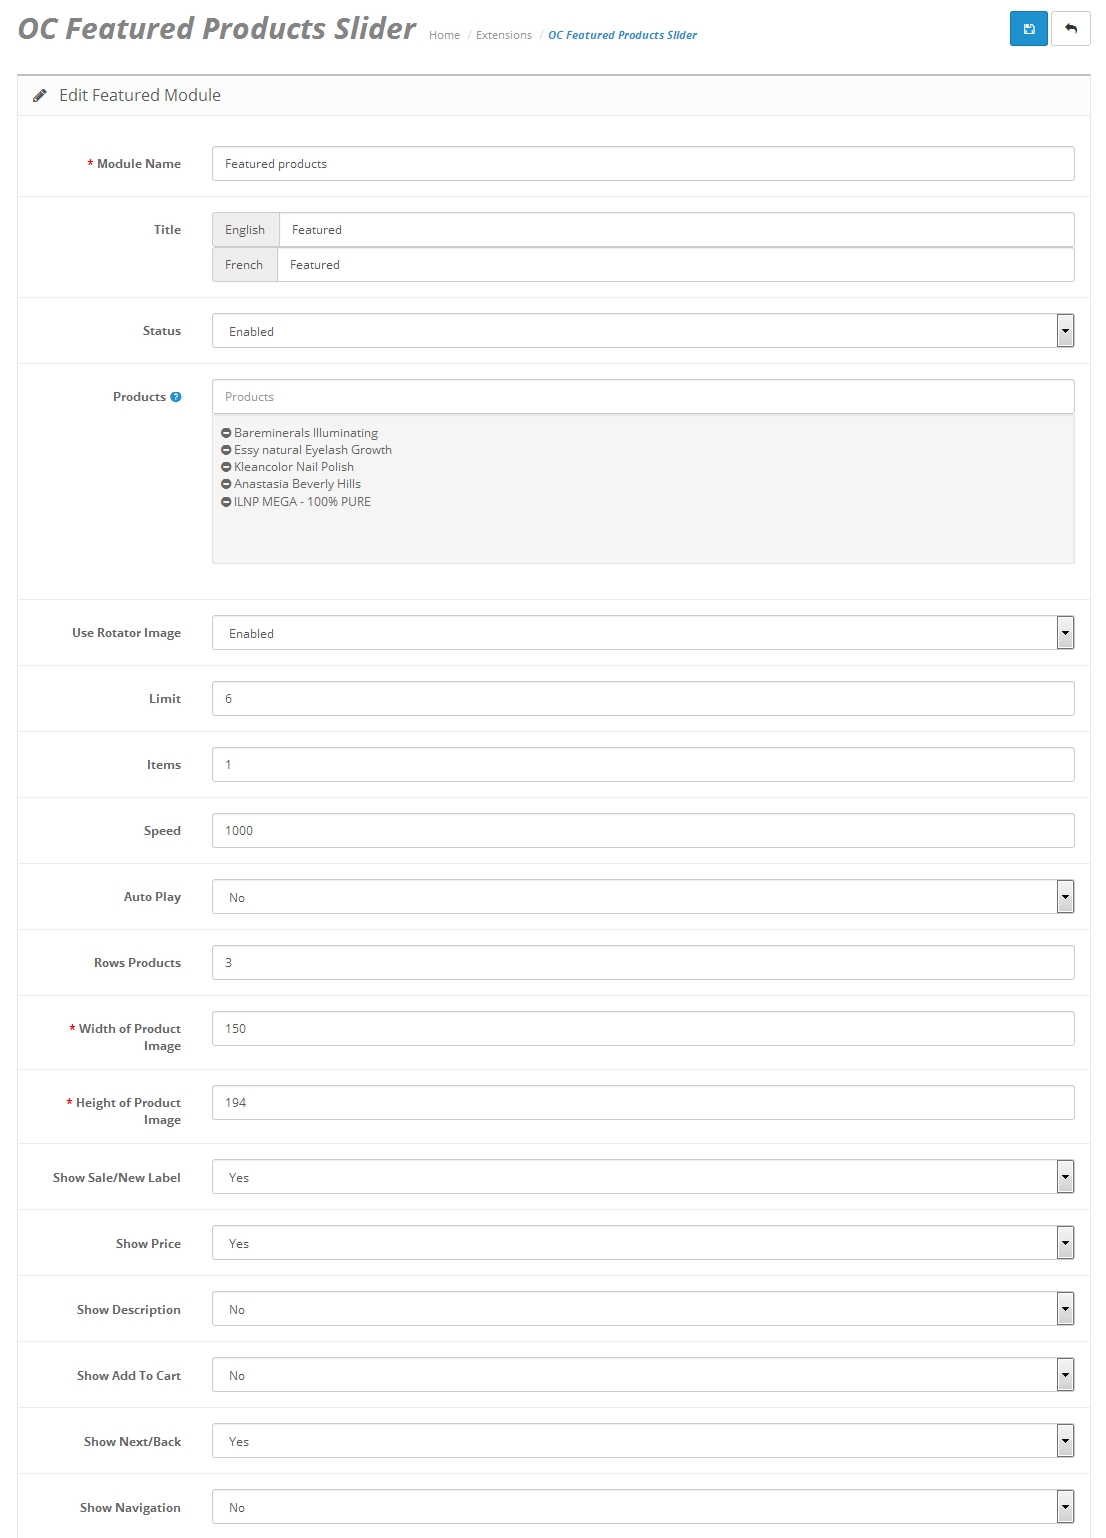 OC Featured Products Slider Home / Extensions / OC Featured Products Slider
Edit Featured Module
* Module Name Featured products
Title English Featured
French Featured
Status Enabled
Products ? Products
Bareminerals Illuminating
Essy natural Eyelash Growth
Kleancolor Nail Polish
Anastasia Beverly Hills
ILNP MEGA - 100% PURE
Use Rotator Image Enabled
Limit 6
Items 1
Speed 1000
Auto Play No
Rows Products 3
* Width of Product 150
Image
* Height of Product 194
Image
Show Sale/New Label Yes
Show Price Yes
Show Description No
Show Add To Cart No
Show Next/Back Yes
Show Navigation No